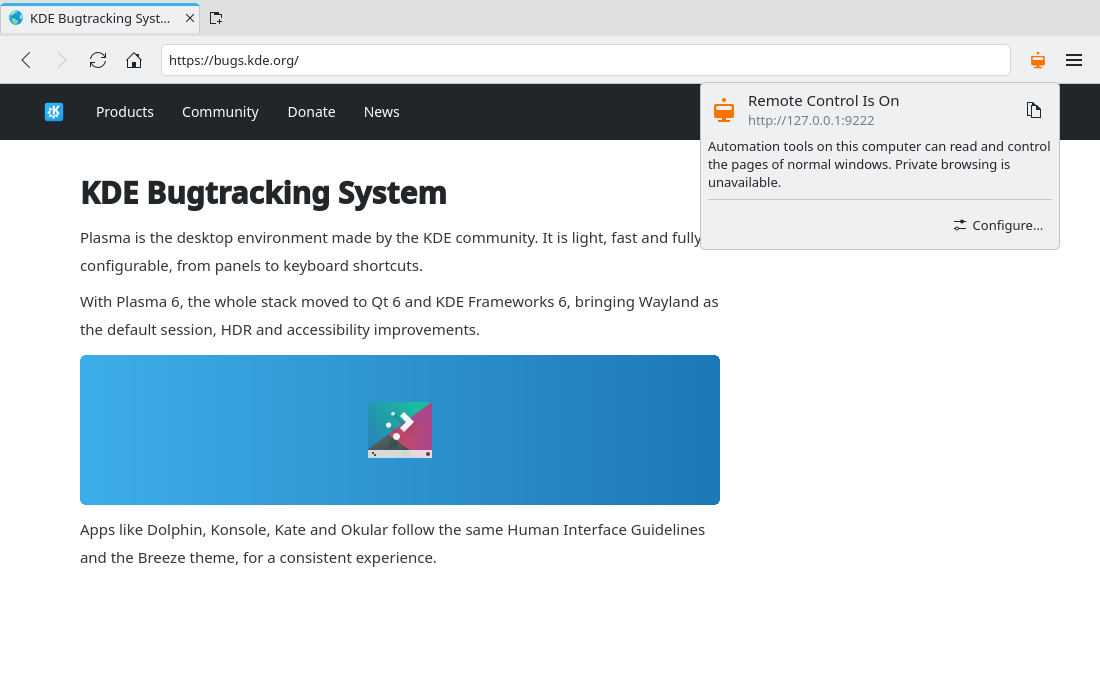 KDE Bugtracking Syst...
https://bugs.kde.org/
Products Community Donate News
Remote Control Is On
http://127.0.0.1:9222
Automation tools on this computer can read and control
the pages of normal windows. Private browsing is
unavailable.
Configure...
KDE Bugtracking System
Plasma is the desktop environment made by the KDE community. It is light, fast and fully
configurable, from panels to keyboard shortcuts.
With Plasma 6, the whole stack moved to Qt 6 and KDE Frameworks 6, bringing Wayland as
the default session, HDR and accessibility improvements.
Apps like Dolphin, Konsole, Kate and Okular follow the same Human Interface Guidelines
and the Breeze theme, for a consistent experience.